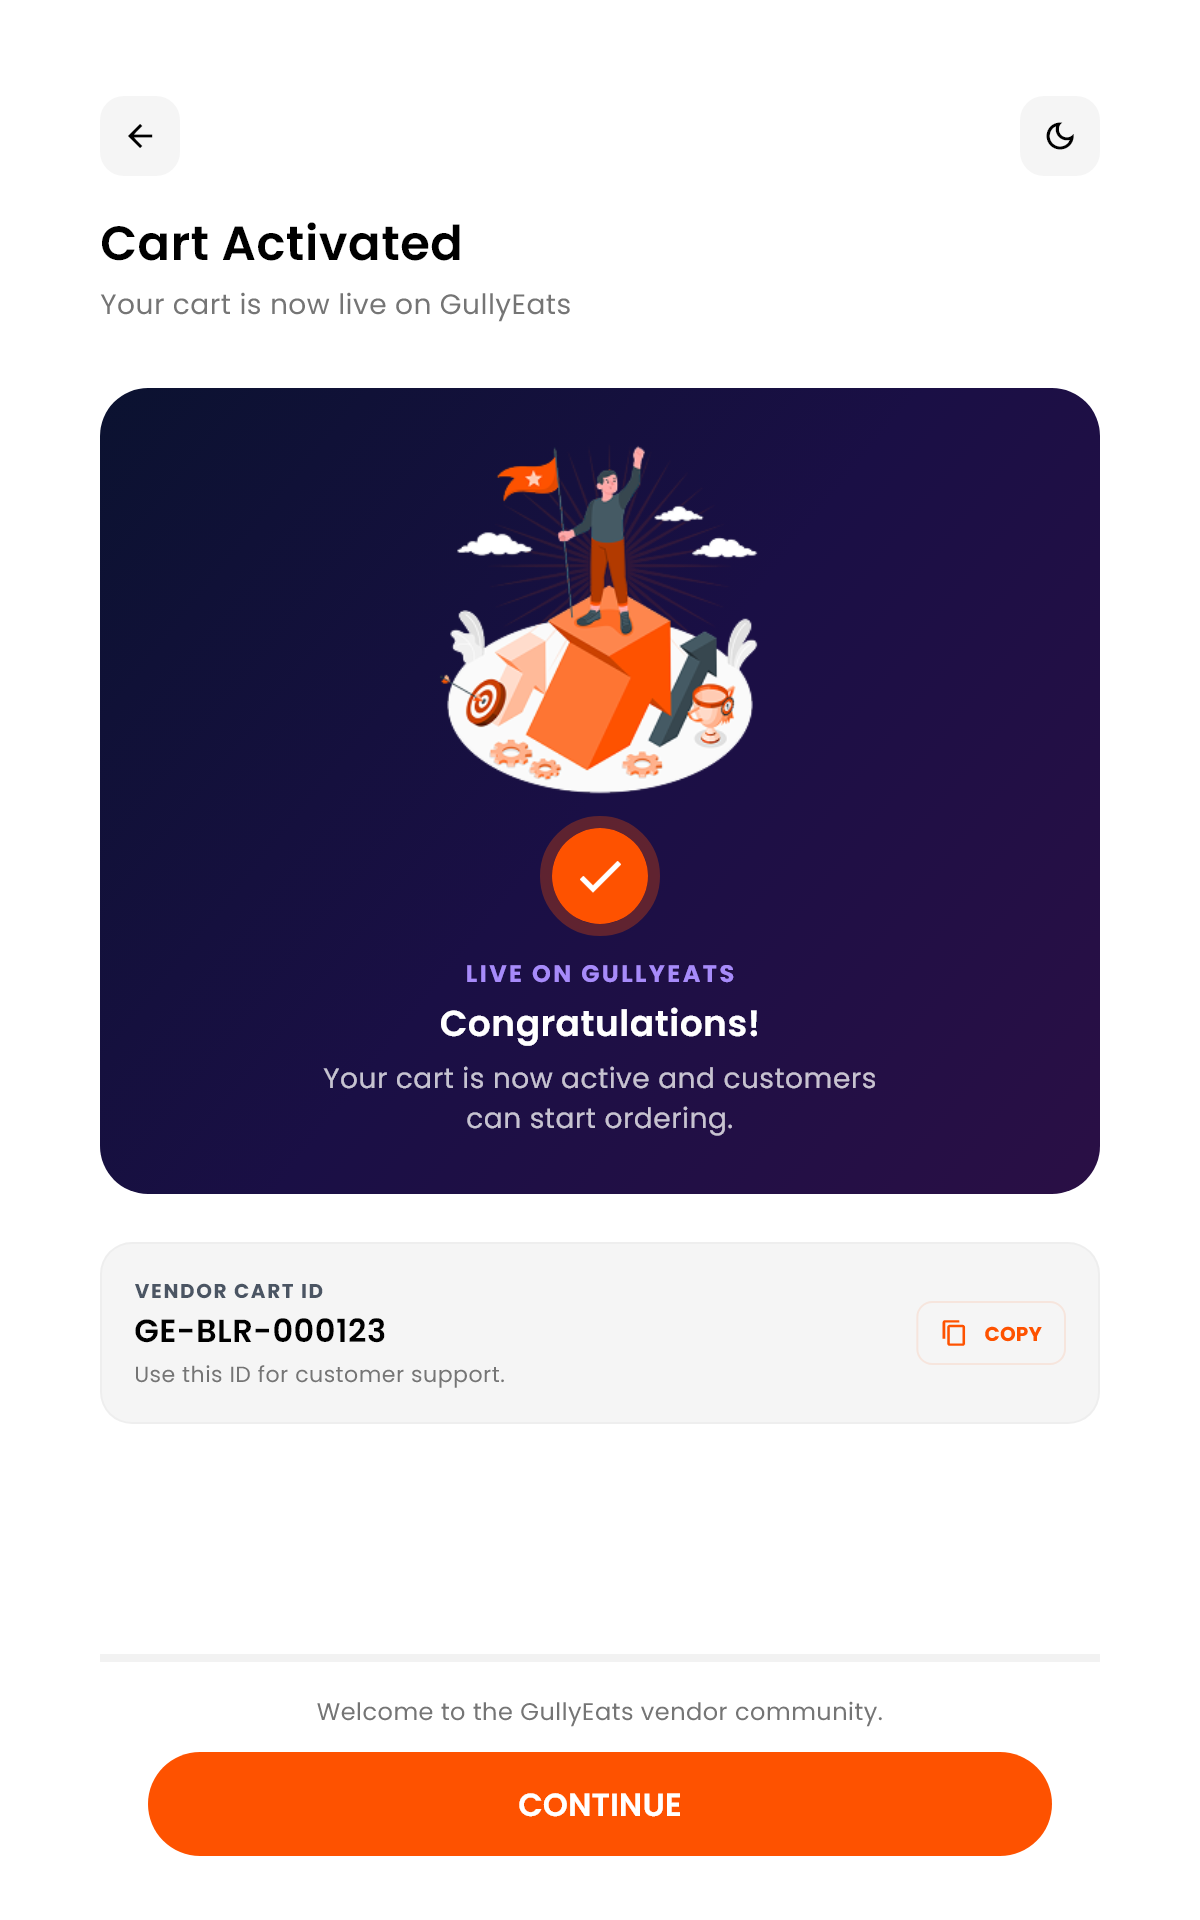 Cart Activated
Your cart is now live on GullyEats
LIVE ON GULLYEATS
Congratulations!
Your cart is now active and customers
can start ordering.
VENDOR CART ID
GE-BLR-000123
Use this ID for customer support.
COPY
Welcome to the GullyEats vendor community.
CONTINUE